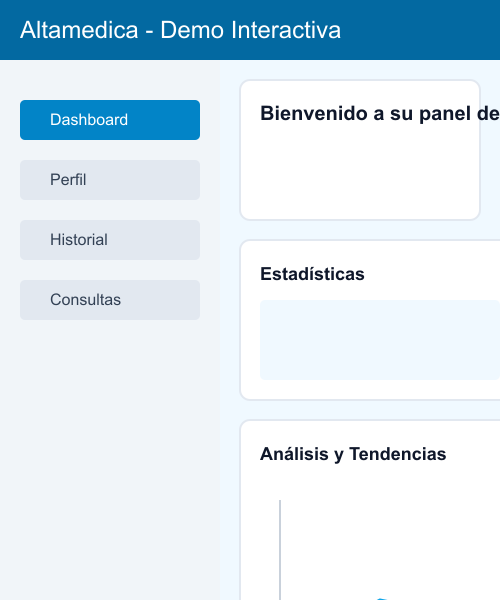 Altamedica - Demo Interactiva
Dashboard
Perfil
Historial
Consultas
Bienvenido a su panel de
Estadísticas
Análisis y Tendencias